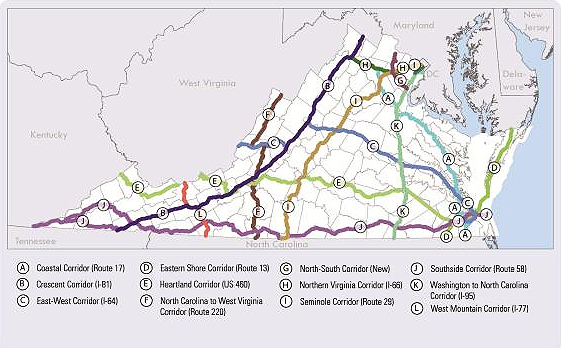 Maryland
New
Jersey
H
H
I
DC
G
Dela-
ware
West Virginia
B
A
I
F
K
Kentucky
C
C
A
D
E
E
E
J
B
L
F
I
K
A
C
J
J
J
J
D
A
Tennessee
North Carolina
A Coastal Corridor (Route 17)
B Crescent Corridor (I-81)
C East-West Corridor (I-64)
D Eastern Shore Corridor (Route 13)
E Heartland Corridor (US 460)
F North Carolina to West Virginia
Corridor (Route 220)
G North-South Corridor (New)
H Northern Virginia Corridor (I-66)
I Seminole Corridor (Route 29)
J Southside Corridor (Route 58)
K Washington to North Carolina
Corridor (I-95)
L West Mountain Corridor (I-77)